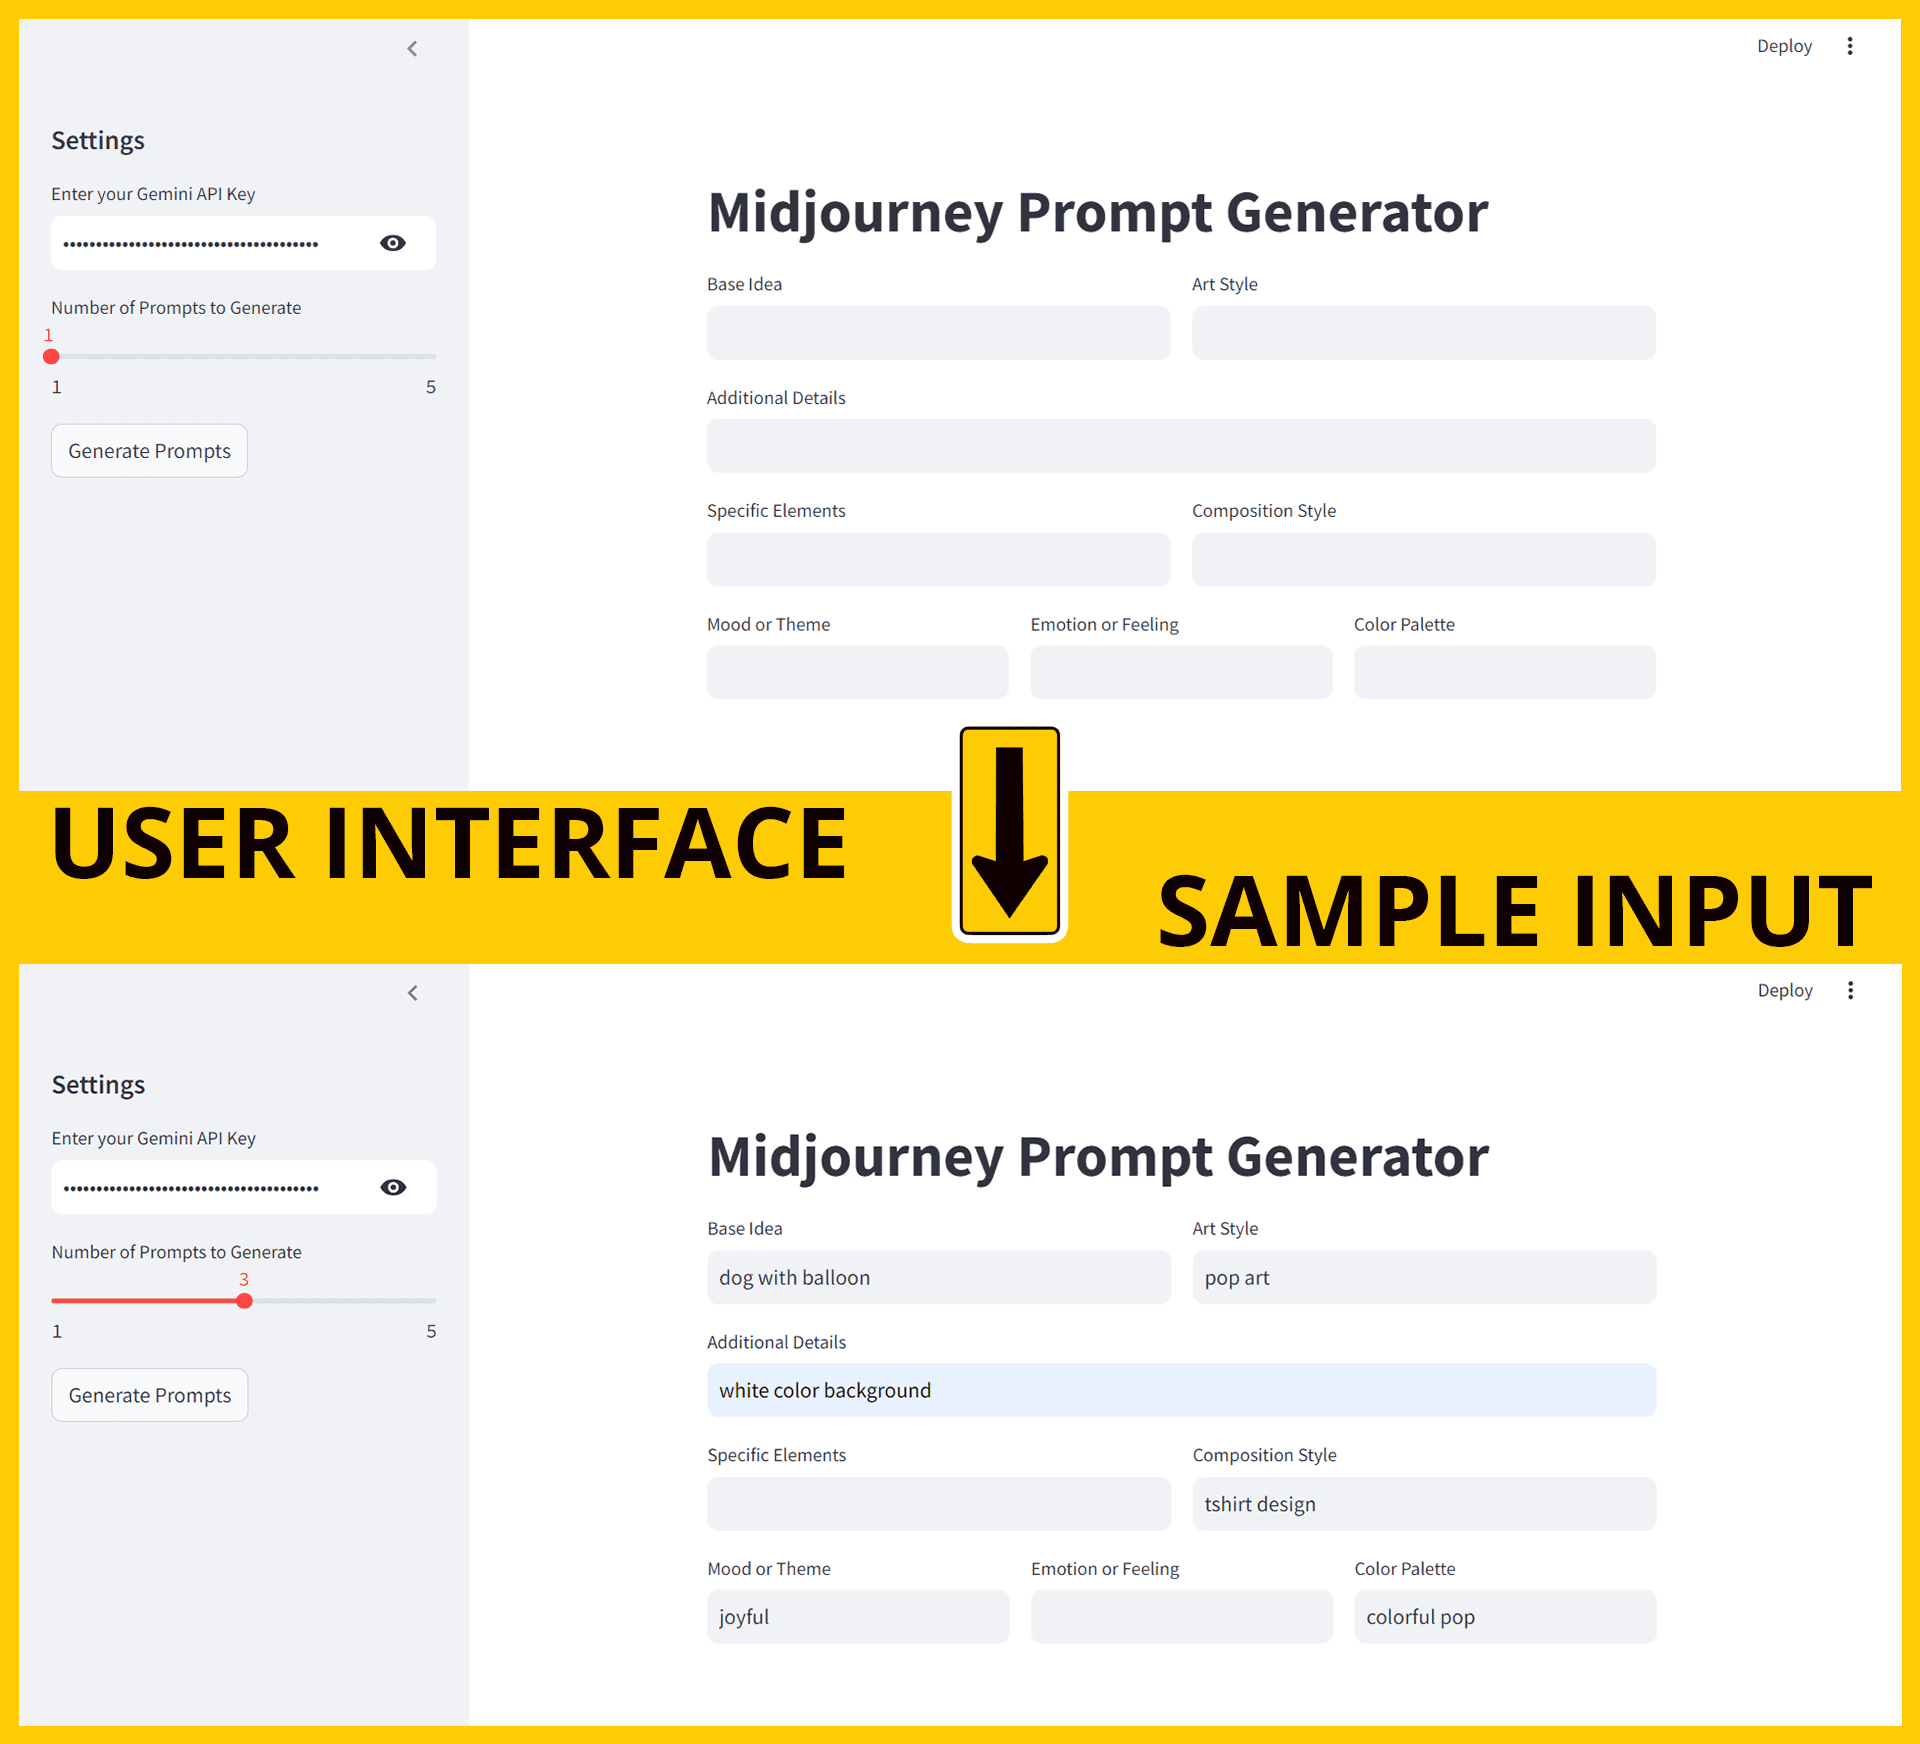 Deploy
Settings
Enter your Gemini API Key
Number of Prompts to Generate
1
1 5
Generate Prompts
Midjourney Prompt Generator
Base Idea Art Style
Additional Details
Specific Elements Composition Style
Mood or Theme Emotion or Feeling Color Palette
USER INTERFACE
SAMPLE INPUT
Deploy
Settings
Enter your Gemini API Key
Number of Prompts to Generate
3
1 5
Generate Prompts
Midjourney Prompt Generator
Base Idea Art Style
dog with balloon pop art
Additional Details
white color background
Specific Elements Composition Style
tshirt design
Mood or Theme Emotion or Feeling Color Palette
joyful colorful pop